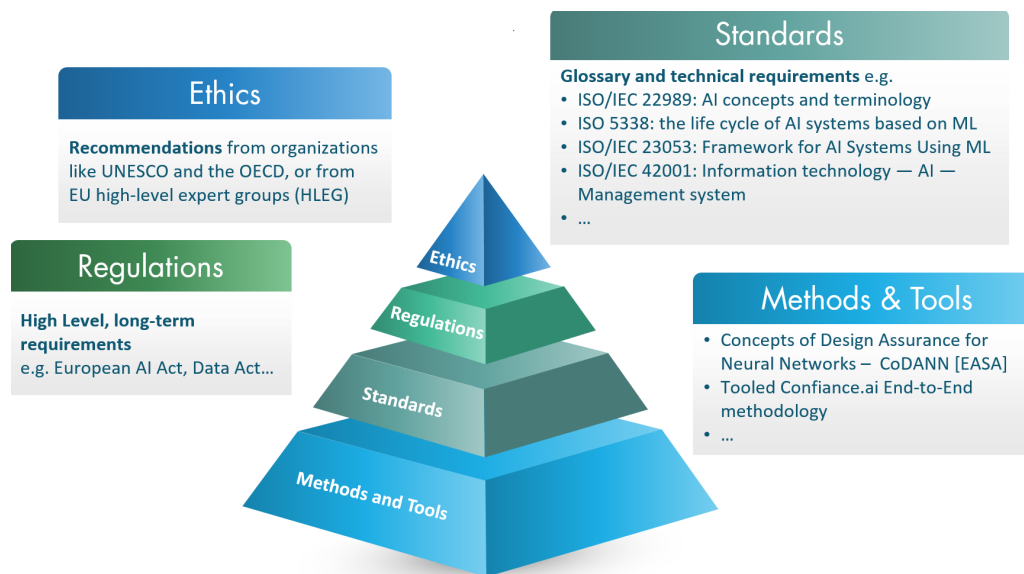 Ethics
Recommendations from organizations
like UNESCO and the OECD, or from
EU high-level expert groups (HLEG)
Regulations
High Level, long-term
requirements
e.g. European AI Act, Data Act...
Standards
Glossary and technical requirements e.g.
• ISO/IEC 22989: AI concepts and terminology
• ISO 5338: the life cycle of AI systems based on ML
• ISO/IEC 23053: Framework for AI Systems Using ML
• ISO/IEC 42001: Information technology — AI —
Management system
• ...
Methods & Tools
• Concepts of Design Assurance for
Neural Networks – CoDANN [EASA]
• Tooled Confiance.ai End-to-End
methodology
• ...
Ethics
Regulations
Standards
Methods and Tools